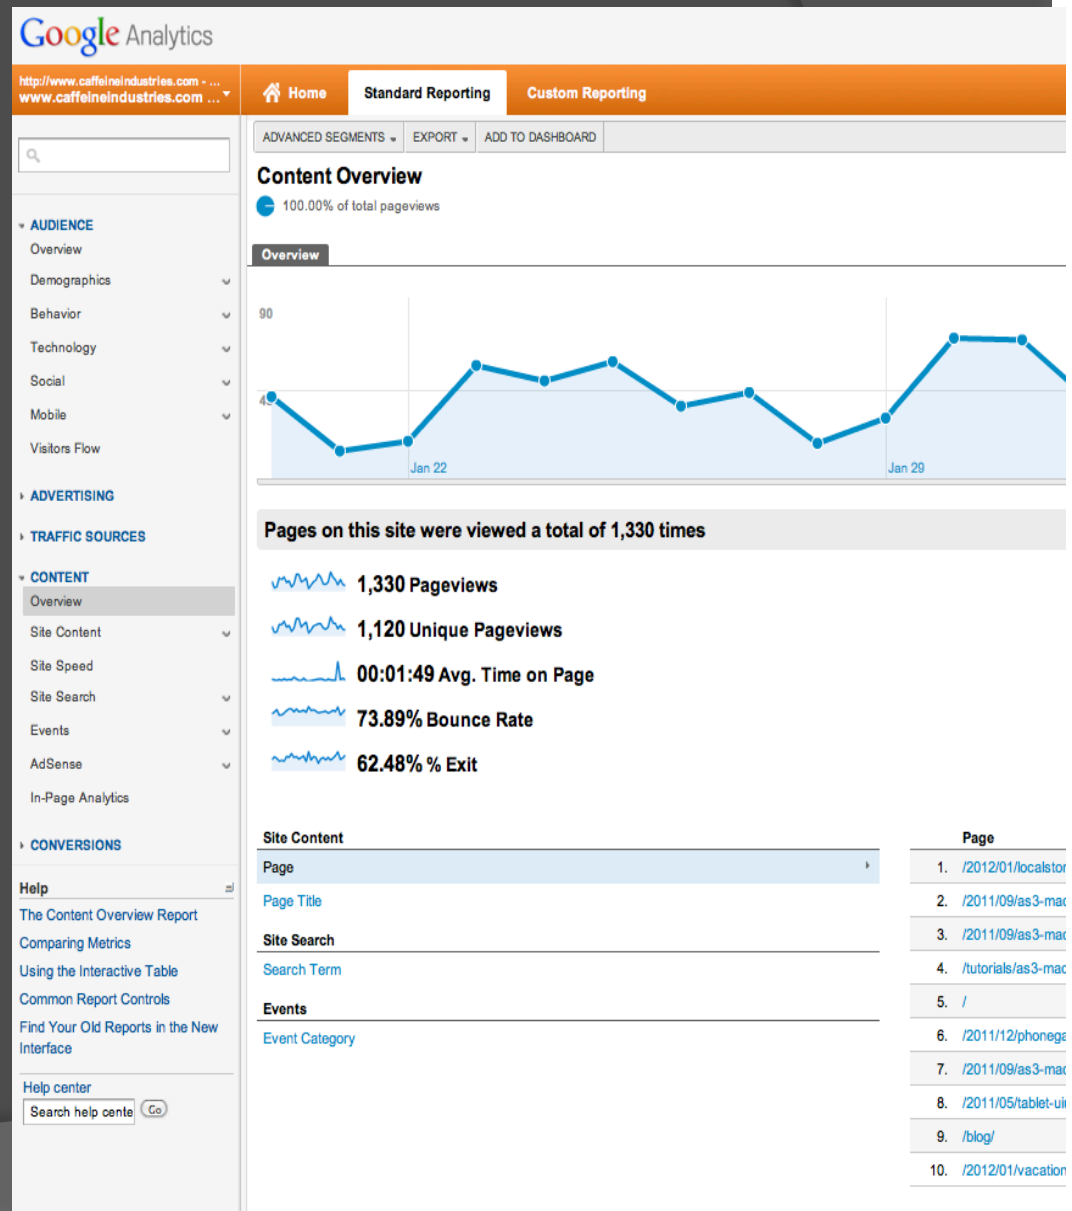 Google Analytics
http://www.caffeineindustries.com - ...
www.caffeineindustries.com ...
Home
Standard Reporting
Custom Reporting
ADVANCED SEGMENTS
EXPORT
ADD TO DASHBOARD
Content Overview
100.00% of total pageviews
Overview
90
Jan 22
Jan 29
AUDIENCE
Overview
Demographics
Behavior
Technology
Social
Mobile
Visitors Flow
ADVERTISING
TRAFFIC SOURCES
CONTENT
Overview
Site Content
Site Speed
Site Search
Events
AdSense
In-Page Analytics
CONVERSIONS
Help
The Content Overview Report
Comparing Metrics
Using the Interactive Table
Common Report Controls
Find Your Old Reports in the New
Interface
Help center
Search help cente
Go
Pages on this site were viewed a total of 1,330 times
1,330 Pageviews
1,120 Unique Pageviews
00:01:49 Avg. Time on Page
73.89% Bounce Rate
62.48% % Exit
Site Content
Page
Page Title
Site Search
Search Term
Events
Event Category
Page
1. /2012/01/localstor
2. /2011/09/as3-mac
3. /2011/09/as3-mac
4. /tutorials/as3-mac
5. /
6. /2011/12/phonega
7. /2011/09/as3-mac
8. /2011/05/tablet-ui
9. /blog/
10. /2012/01/vacation